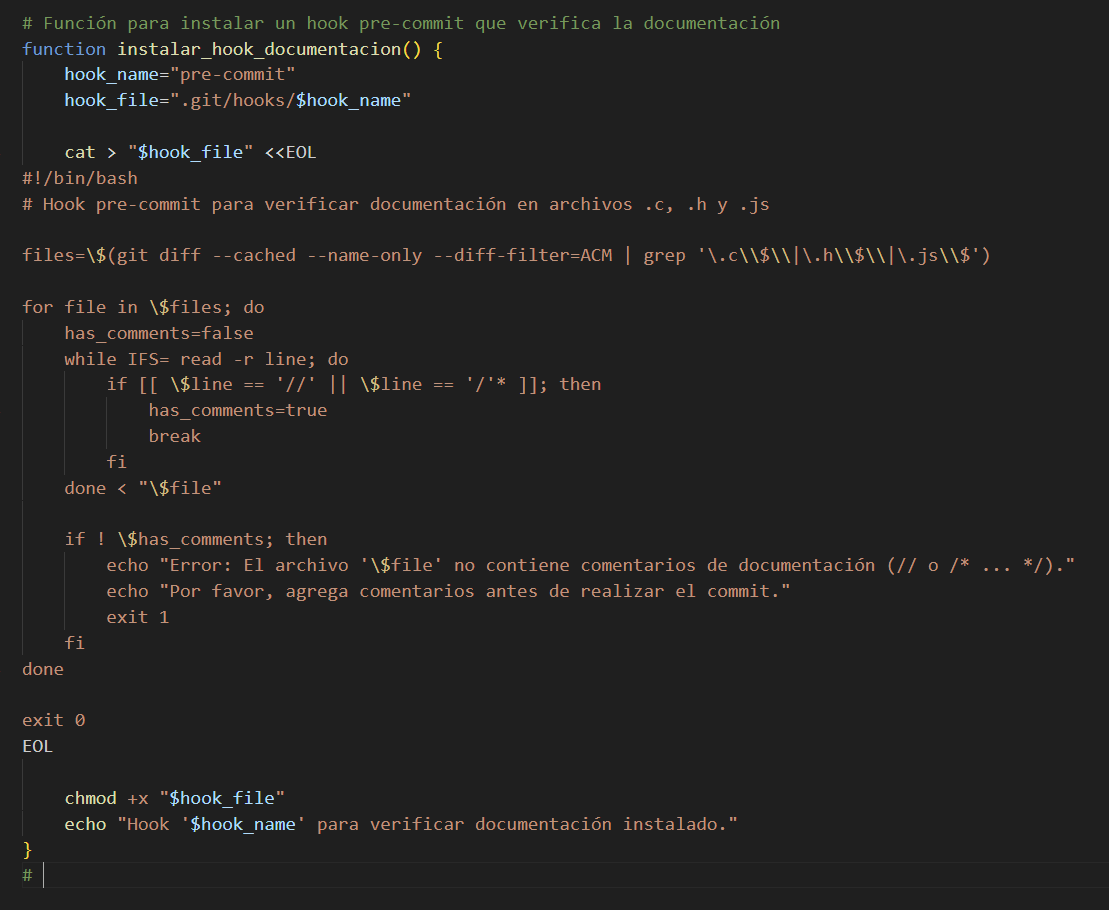 # Función para instalar un hook pre-commit que verifica la documentación
function instalar_hook_documentacion() {
    hook_name="pre-commit"
    hook_file=".git/hooks/$hook_name"

    cat > "$hook_file" <<EOL
#!/bin/bash
# Hook pre-commit para verificar documentación en archivos .c, .h y .js

files=\$(git diff --cached --name-only --diff-filter=ACM | grep '\.c\\$\\|\.h\\$\\|\.js\\$')

for file in \$files; do
    has_comments=false
    while IFS= read -r line; do
        if [[ \$line == '//' || \$line == '/'* ]]; then
            has_comments=true
            break
        fi
    done < "\$file"

    if ! \$has_comments; then
        echo "Error: El archivo '\$file' no contiene comentarios de documentación (// o /* ... */)."
        echo "Por favor, agrega comentarios antes de realizar el commit."
        exit 1
    fi
done

exit 0
EOL

    chmod +x "$hook_file"
    echo "Hook '$hook_name' para verificar documentación instalado."
}
#